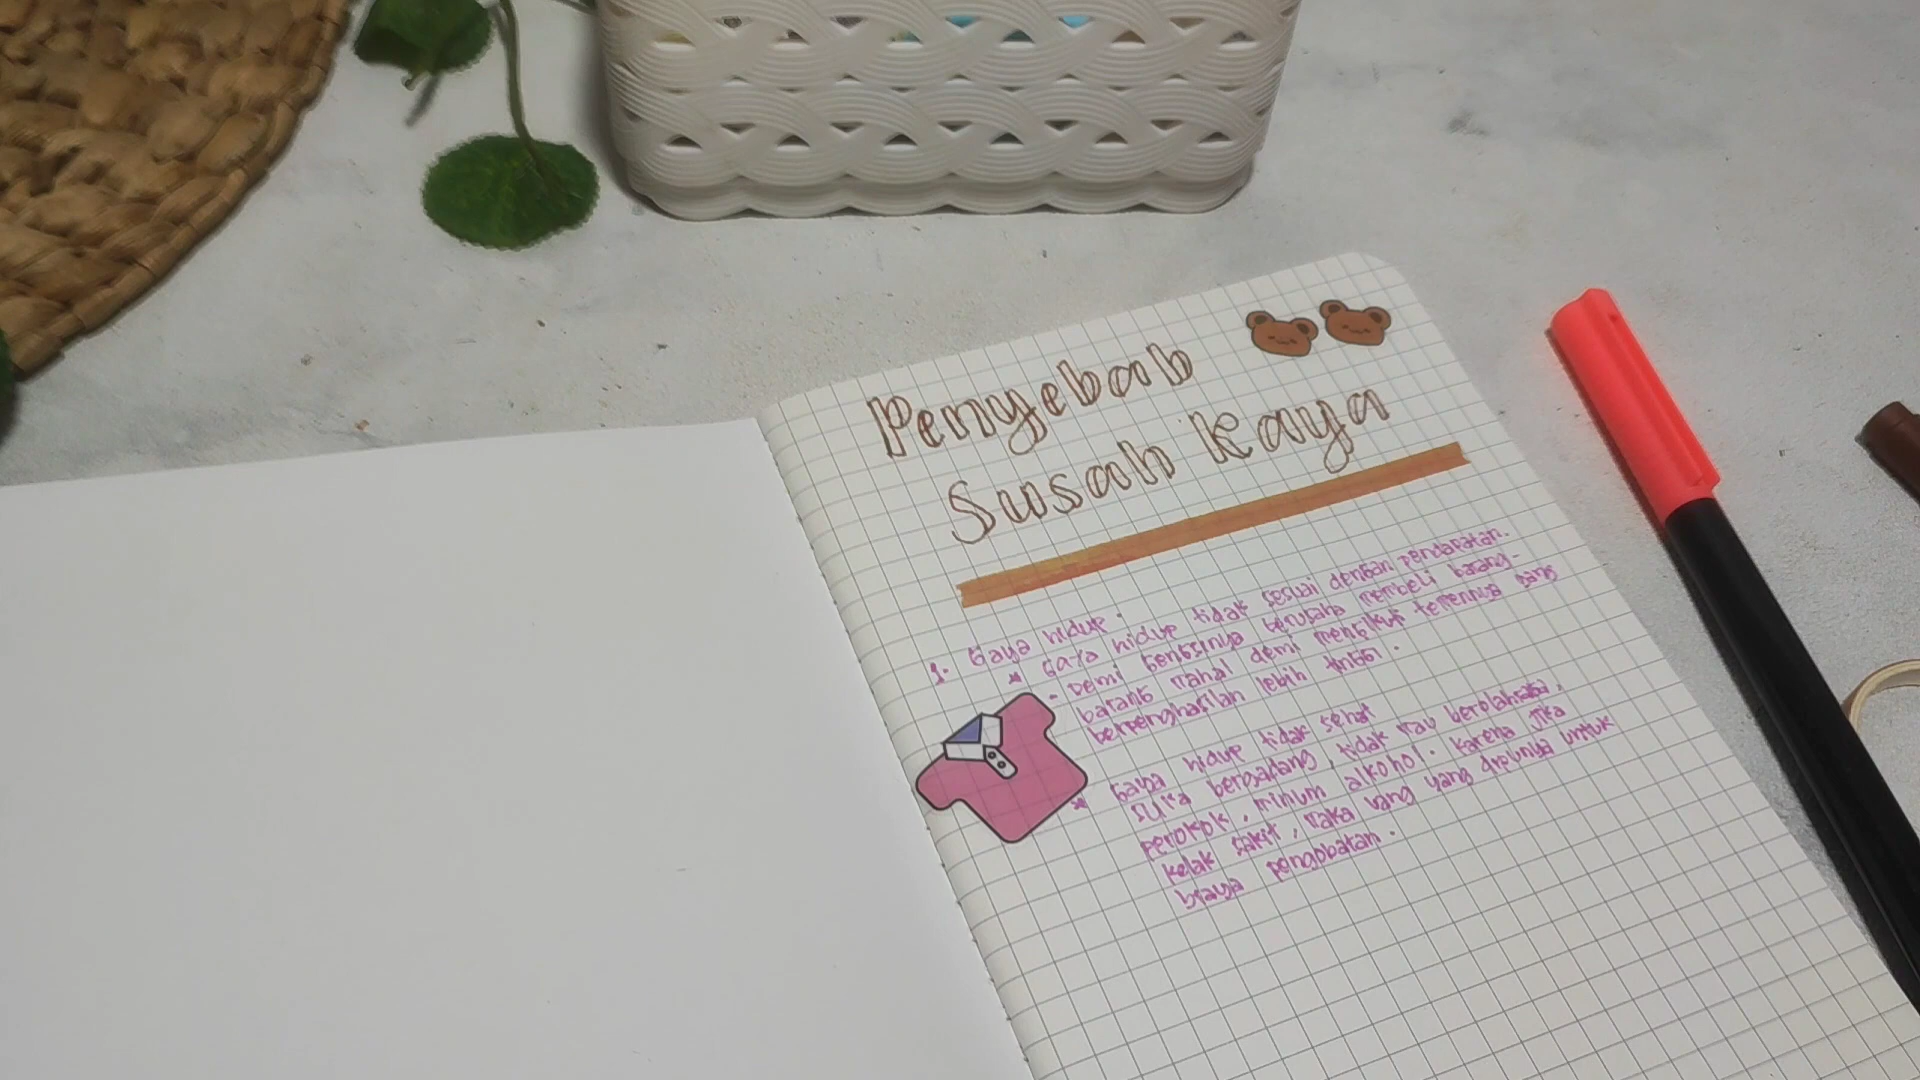 Penyebab
Susah Kaya
1. Gaya hidup.
* Gaya hidup tidak sesuai dengan pendapatan.
- Demi gengsinya berusaha membeli barang-
barang mahal demi mengikuti temennya yang
berpenghasilan lebih tinggi.
* Gaya hidup tidak sehat
suka bergadang, tidak mau berolahraga,
perokok, minum alkohol. Karena jika
kelak sakit, maka uang yang dipunya untuk
biaya pengobatan.